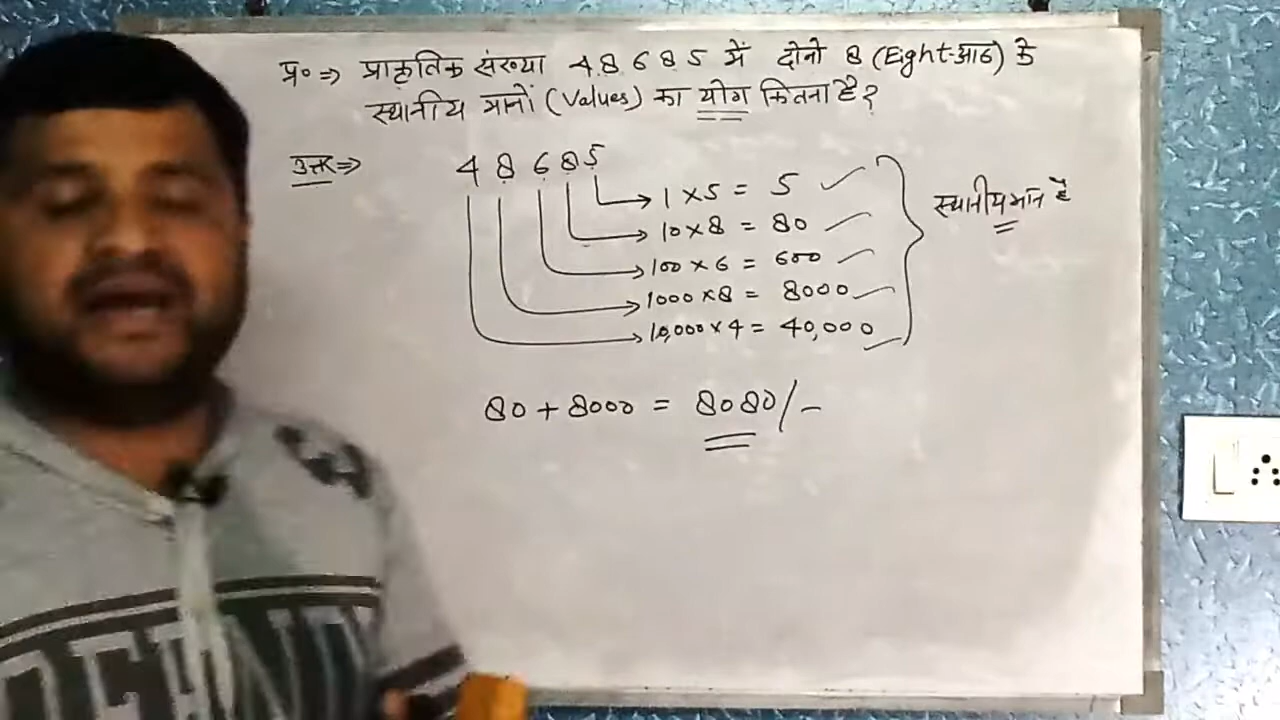 प्र० ⇒ प्राकृतिक संख्या 48685 में दोनो 8 (Eight-आठ) के
स्थानीय मानों (Values) का योग कितना है?
उत्तर ⇒ 4 8 6 8 5
1 × 5 = 5
10 × 8 = 80
100 × 6 = 600
1000 × 8 = 8000
10,000 × 4 = 40,000
स्थानीय मान है
80 + 8000 = 8080/-